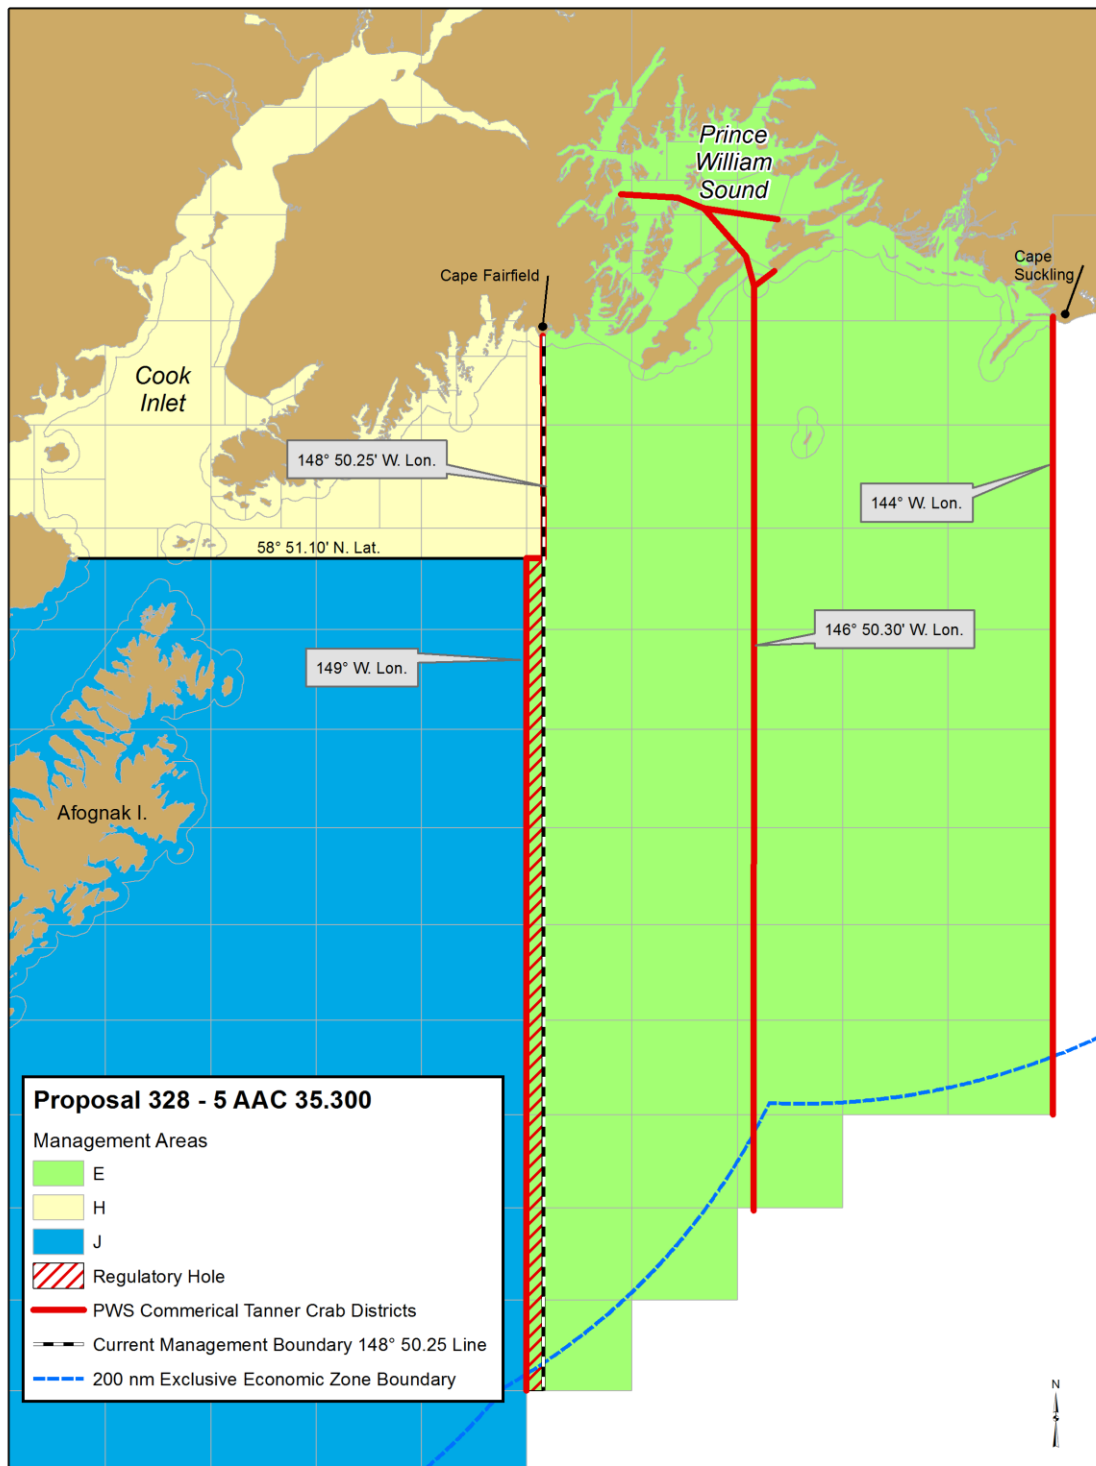 Prince
William
Sound
Cape Fairfield
Cape
Suckling
Cook
Inlet
148° 50.25' W. Lon.
144° W. Lon.
58° 51.10' N. Lat.
146° 50.30' W. Lon.
149° W. Lon.
Afognak I.
Proposal 328 - 5 AAC 35.300
Management Areas
E
H
J
Regulatory Hole
PWS Commerical Tanner Crab Districts
Current Management Boundary 148° 50.25 Line
200 nm Exclusive Economic Zone Boundary
N